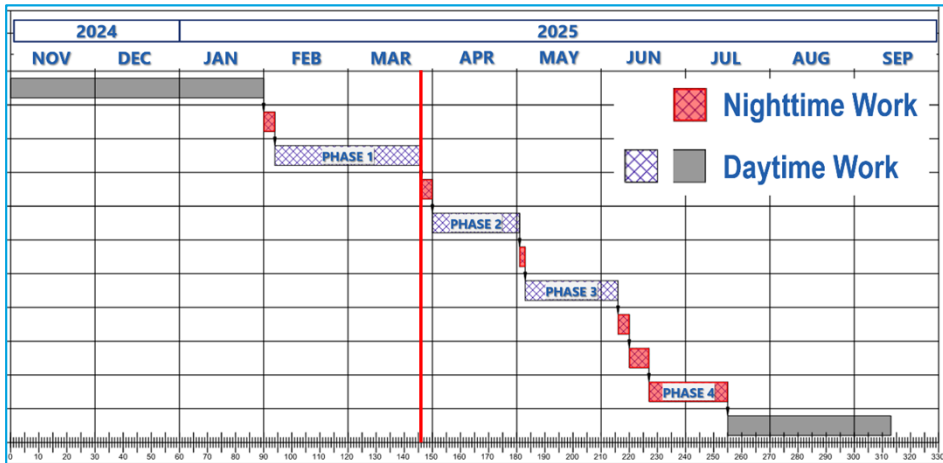 2024 2025
NOV DEC JAN FEB MAR APR MAY JUN JUL AUG SEP
Nighttime Work
PHASE 1
Daytime Work
PHASE 2
PHASE 3
PHASE 4
0 10 20 30 40 50 60 70 80 90 100 110 120 130 140 150 160 170 180 190 200 210 220 230 240 250 260 270 280 290 300 310 320 330